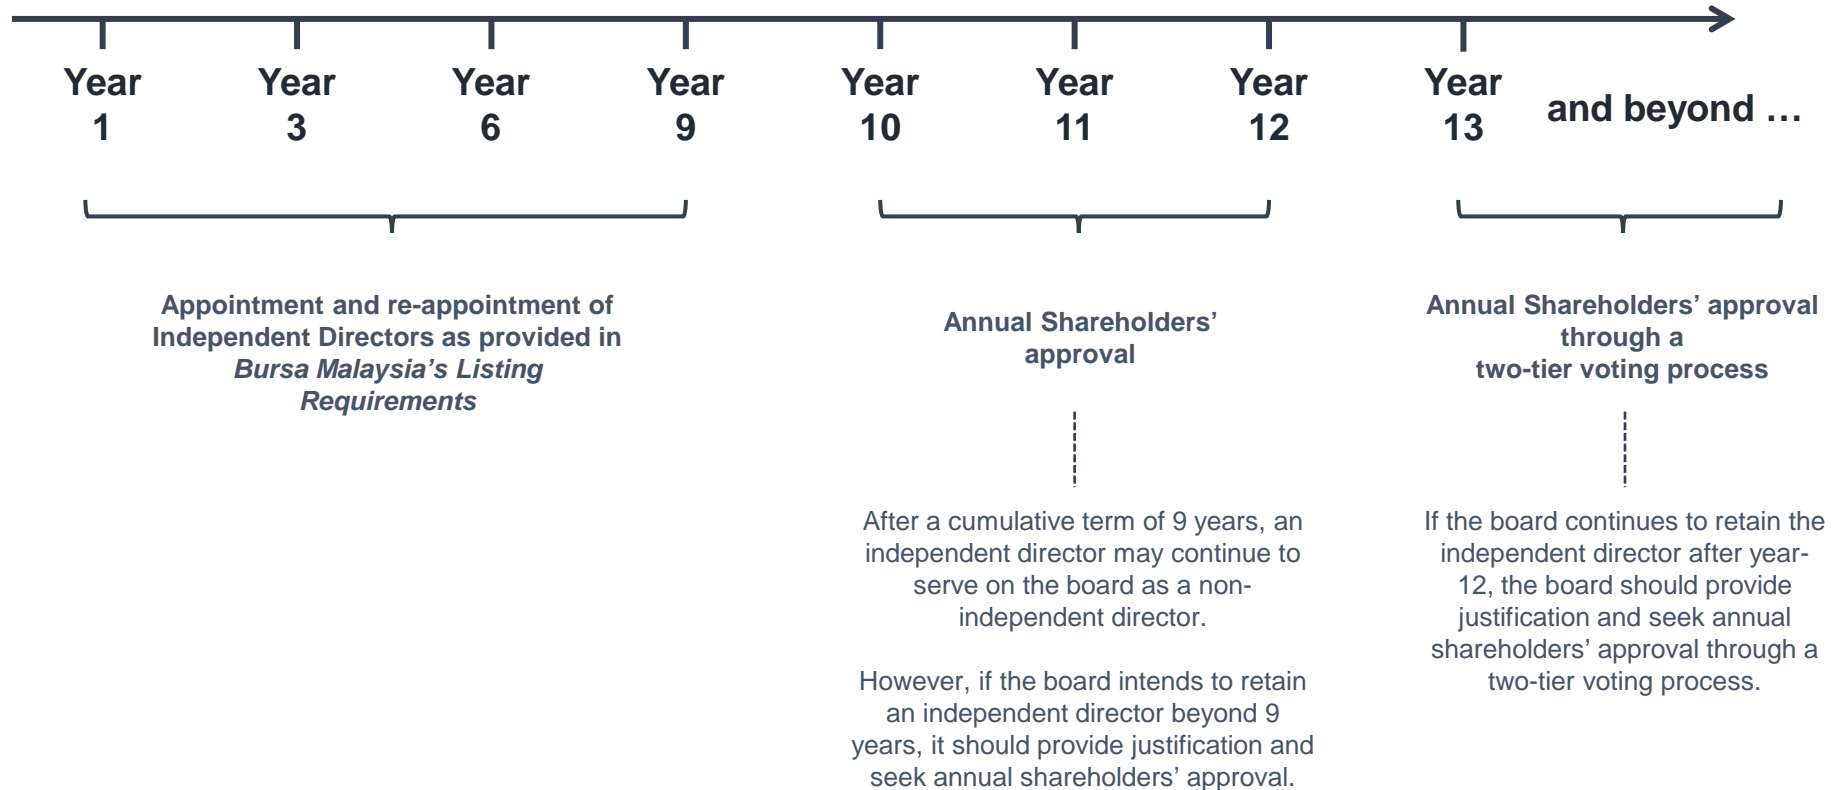 Year
1
Year
3
Year
6
Year
9
Year
10
Year
11
Year
12
Year
13
and beyond …
Appointment and re-appointment of
Independent Directors as provided in
Bursa Malaysia’s Listing
Requirements
Annual Shareholders’
approval
After a cumulative term of 9 years, an
independent director may continue to
serve on the board as a non-
independent director.
However, if the board intends to retain
an independent director beyond 9
years, it should provide justification and
seek annual shareholders’ approval.
Annual Shareholders’ approval
through a
two-tier voting process
If the board continues to retain the
independent director after year-
12, the board should provide
justification and seek annual
shareholders’ approval through a
two-tier voting process.